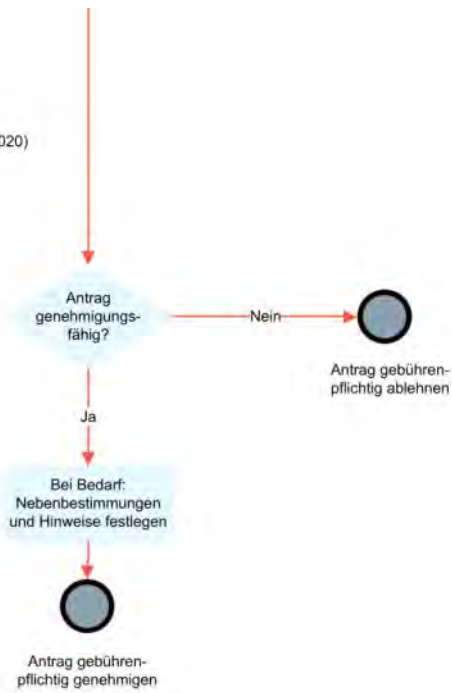 020)
Antrag
genehmigungs-
fähig?
Nein
Antrag gebühren-
pflichtig ablehnen
Ja
Bei Bedarf:
Nebenbestimmungen
und Hinweise festlegen
Antrag gebühren-
pflichtig genehmigen